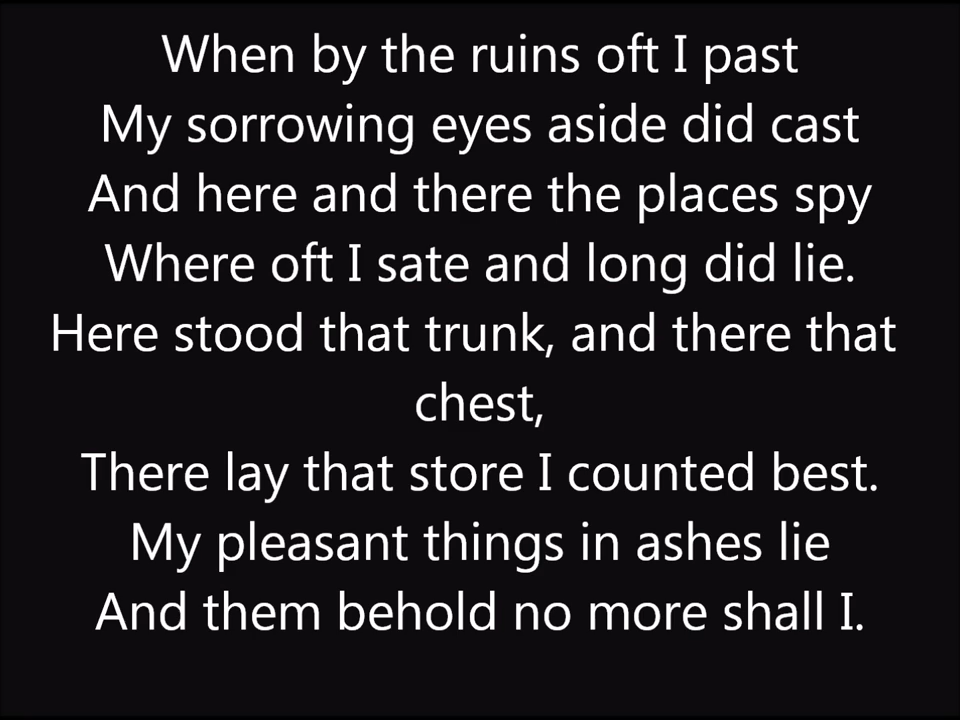 When by the ruins oft I past
My sorrowing eyes aside did cast
And here and there the places spy
Where oft I sate and long did lie.
Here stood that trunk, and there that
chest,
There lay that store I counted best.
My pleasant things in ashes lie
And them behold no more shall I.